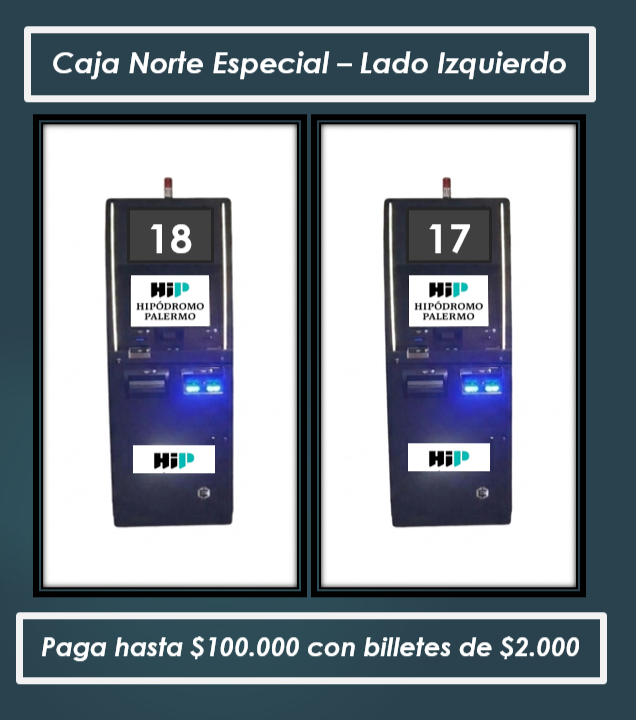 Caja Norte Especial – Lado Izquierdo
18
17
HiP
HIPÓDROMO
PALERMO
HiP
HIPÓDROMO
PALERMO
HiP
HiP
Paga hasta $100.000 con billetes de $2.000